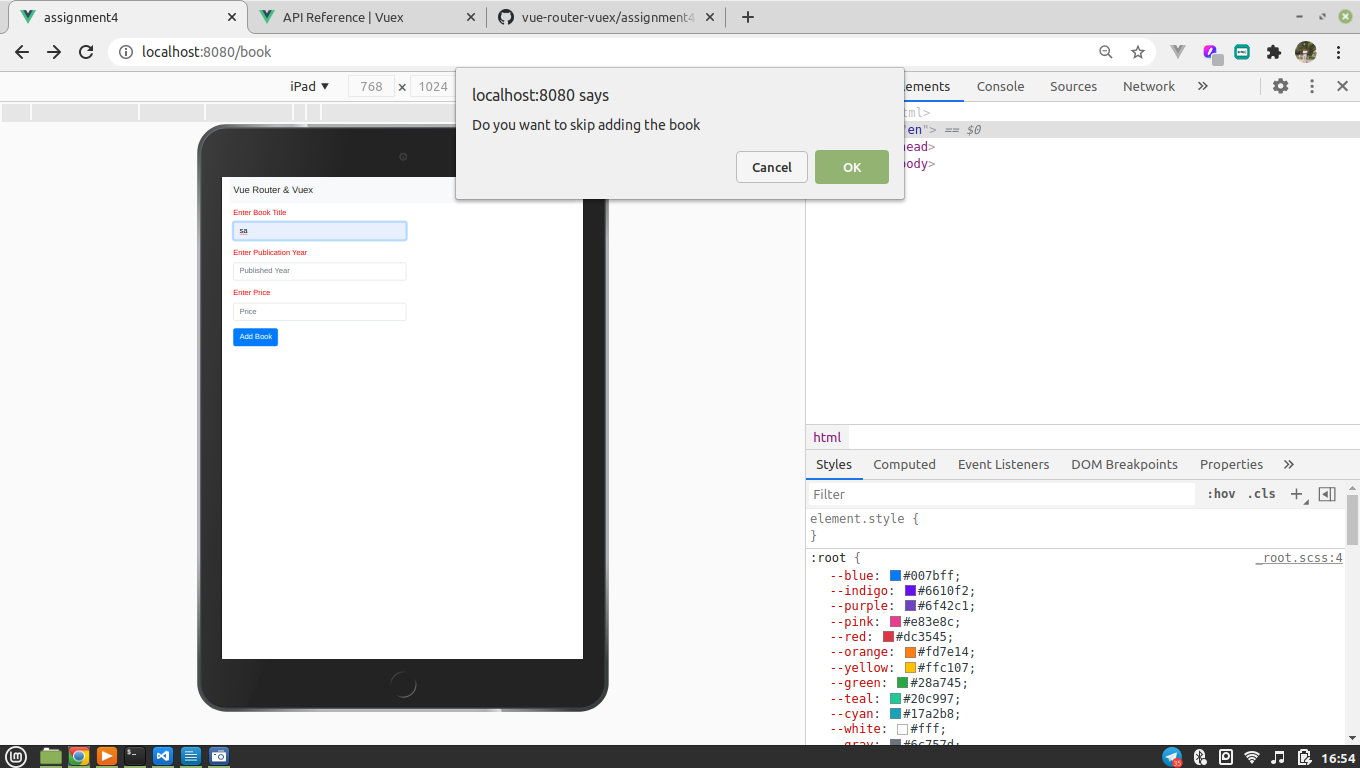 assignment4
API Reference | Vuex
vue-router-vuex/assignment4
localhost:8080/book
iPad
768
1024
localhost:8080 says
Do you want to skip adding the book
Cancel
OK
Console
Sources
Network
en"> == $0
Vue Router & Vuex
Enter Book Title
sa
Enter Publication Year
Published Year
Enter Price
Price
Add Book
html
Styles
Computed
Event Listeners
DOM Breakpoints
Properties
Filter
:hov
.cls
element.style {
}
:root {
_root.scss:4
--blue: #007bff;
--indigo: #6610f2;
--purple: #6f42c1;
--pink: #e83e8c;
--red: #dc3545;
--orange: #fd7e14;
--yellow: #ffc107;
--green: #28a745;
--teal: #20c997;
--cyan: #17a2b8;
--white: #fff;
--gray: #6c757d;
16:54